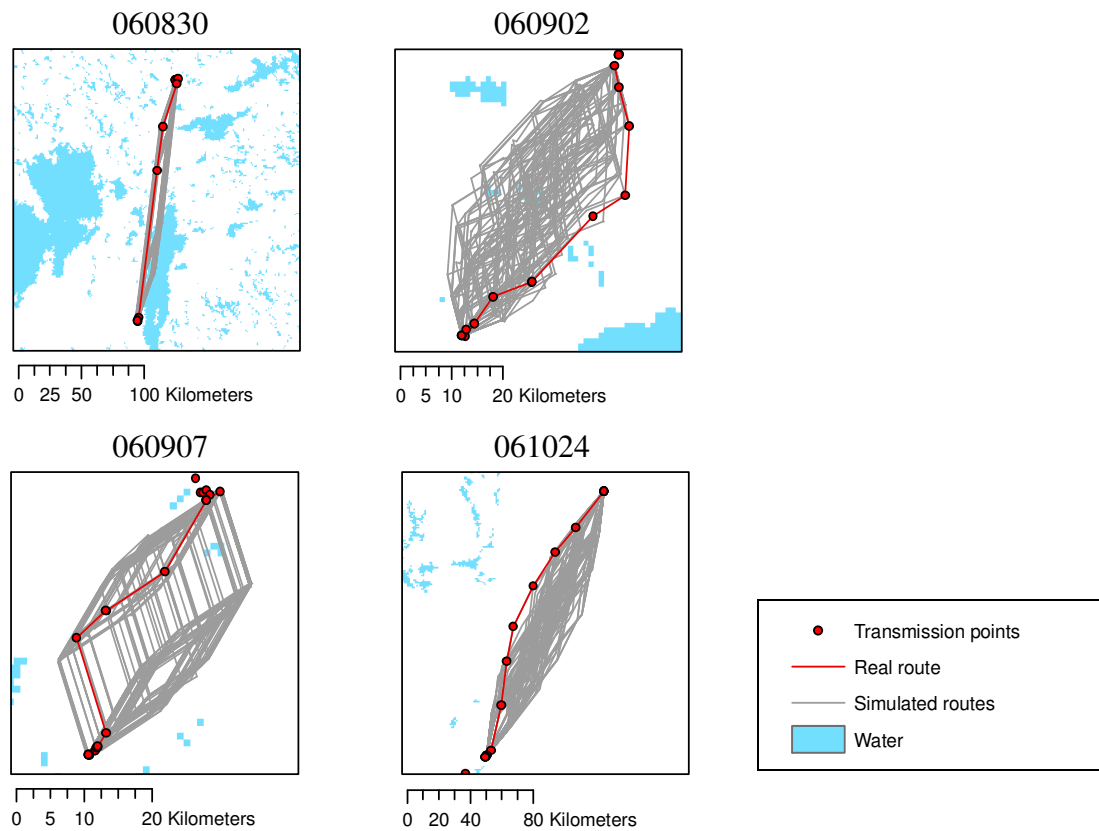 060830
060902
0 25 50 100 Kilometers
0 5 10 20 Kilometers
060907
061024
0 5 10 20 Kilometers
0 20 40 80 Kilometers
Transmission points
Real route
Simulated routes
Water